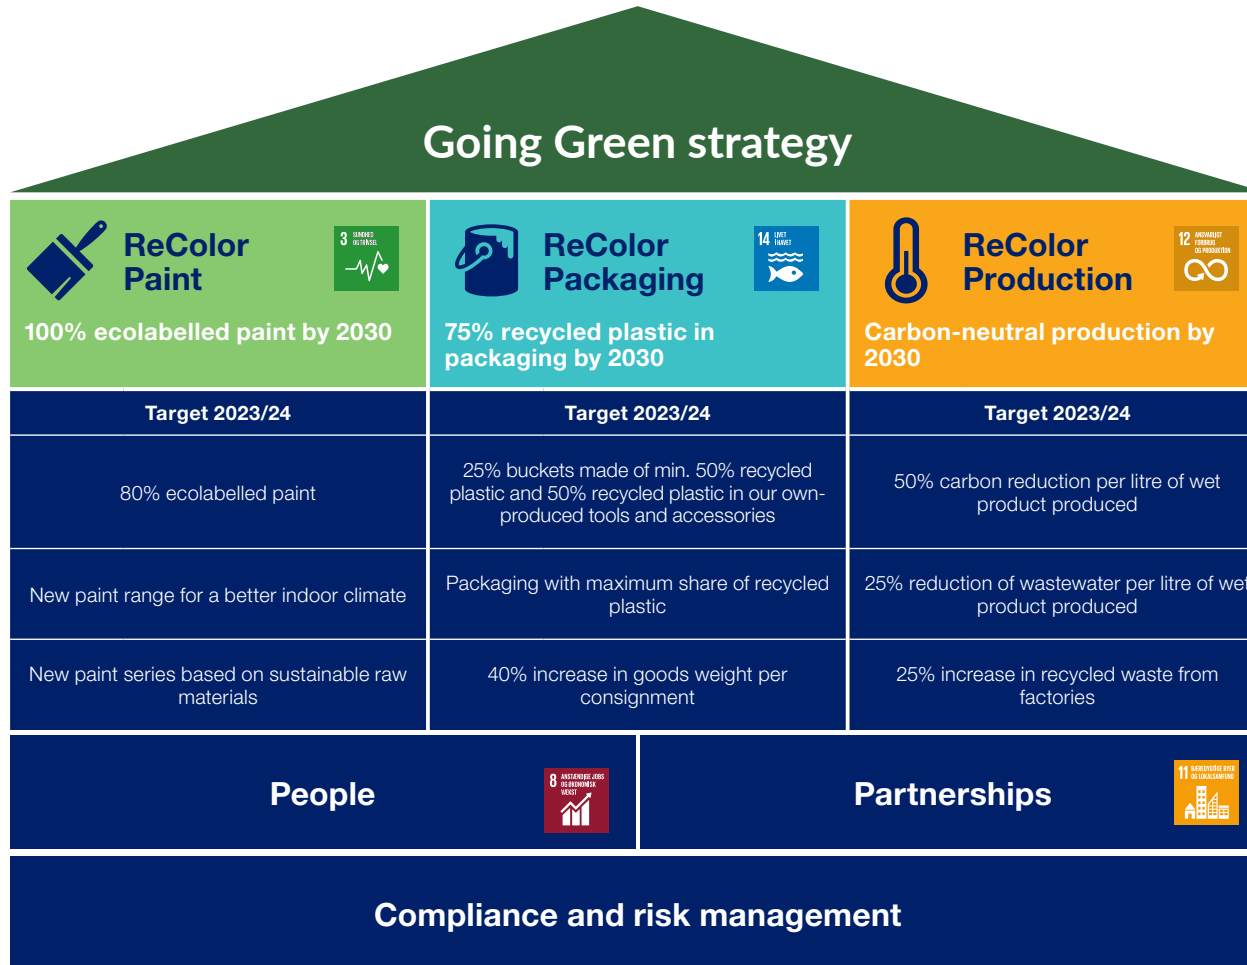 Going Green strategy
ReColor
Paint
3 SUNDHED
OG TRIVSEL
100% ecolabelled paint by 2030
ReColor
Packaging
14 LIVET
I HAVET
75% recycled plastic in
packaging by 2030
ReColor
Production
12 ANSVARLIGT
FORBRUG
OG PRODUKTION
Carbon-neutral production by
2030
Target 2023/24
Target 2023/24
Target 2023/24
80% ecolabelled paint
25% buckets made of min. 50% recycled
plastic and 50% recycled plastic in our own-
produced tools and accessories
50% carbon reduction per litre of wet
product produced
New paint range for a better indoor climate
Packaging with maximum share of recycled
plastic
25% reduction of wastewater per litre of wet
product produced
New paint series based on sustainable raw
materials
40% increase in goods weight per
consignment
25% increase in recycled waste from
factories
People
8 ANSTÆNDIGE JOBS
OG ØKONOMISK
VÆKST
Partnerships
11 BÆREDYGTIGE BYER
OG LOKALSAMFUND
Compliance and risk management